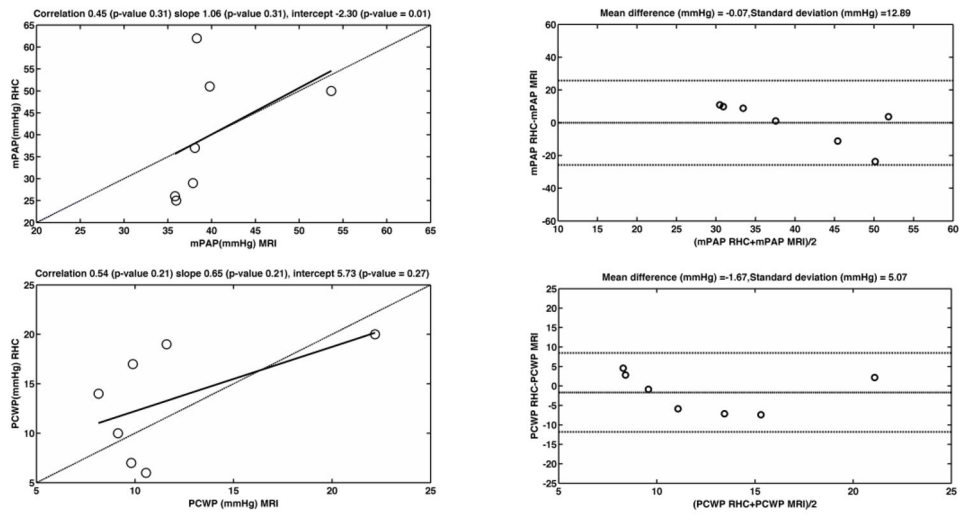 Correlation 0.45 (p-value 0.31) slope 1.06 (p-value 0.31), intercept -2.30 (p-value = 0.01)
65
60
55
50
45
40
35
30
25
20
mPAP(mmHg) RHC
20 25 30 35 40 45 50 55 60 65
mPAP(mmHg) MRI
Mean difference (mmHg) = -0.07,Standard deviation (mmHg) =12.89
60
40
20
0
-20
-40
-60
mPAP RHC-mPAP MRI
10 15 20 25 30 35 40 45 50 55 60
(mPAP RHC+mPAP MRI)/2
Correlation 0.54 (p-value 0.21) slope 0.65 (p-value 0.21), intercept 5.73 (p-value = 0.27)
25
20
15
10
5
PCWP(mmHg) RHC
5 10 15 20 25
PCWP (mmHg) MRI
Mean difference (mmHg) =-1.67,Standard deviation (mmHg) = 5.07
25
20
15
10
5
0
-5
-10
-15
-20
-25
PCWP RHC-PCWP MRI
5 10 15 20 25
(PCWP RHC+PCWP MRI)/2